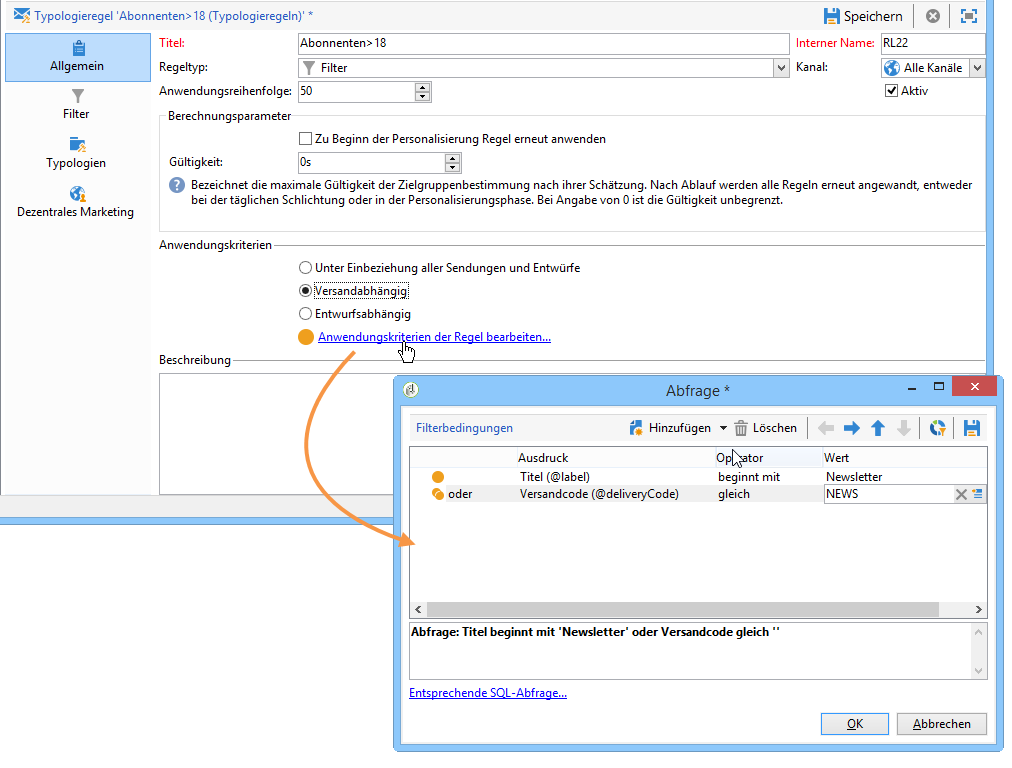 Typologieregel 'Abonnenten>18 (Typologieregeln)' *
Speichern
Allgemein
Filter
Typologien
Dezentrales Marketing
Titel: Abonnenten>18 Interner Name: RL22
Regeltyp: Filter Kanal: Alle Kanäle
Anwendungsreihenfolge: 50 Aktiv
Berechnungsparameter
Zu Beginn der Personalisierung Regel erneut anwenden
Gültigkeit: 0s
Bezeichnet die maximale Gültigkeit der Zielgruppenbestimmung nach ihrer Schätzung. Nach Ablauf werden alle Regeln erneut angewandt, entweder
bei der täglichen Schlichtung oder in der Personalisierungsphase. Bei Angabe von 0 ist die Gültigkeit unbegrenzt.
Anwendungskriterien
Unter Einbeziehung aller Sendungen und Entwürfe
Versandabhängig
Entwurfsabhängig
Anwendungskriterien der Regel bearbeiten...
Beschreibung
Abfrage *
Filterbedingungen Hinzufügen Löschen
Ausdruck Operator Wert
Titel (@label) beginnt mit Newsletter
oder Versandcode (@deliveryCode) gleich NEWS
Abfrage: Titel beginnt mit 'Newsletter' oder Versandcode gleich ''
Entsprechende SQL-Abfrage...
OK Abbrechen